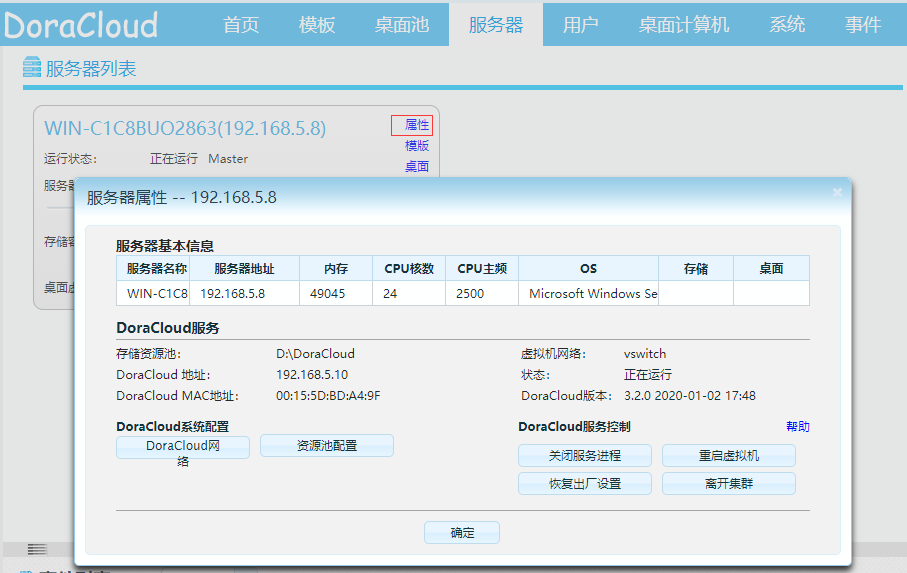 DoraCloud 首页 模板 桌面池 服务器 用户 桌面计算机 系统 事件
服务器列表
WIN-C1C8BUO2863(192.168.5.8) 属性
模版
运行状态: 正在运行 Master
桌面
服务器
服务器属性 -- 192.168.5.8
存储
桌面
服务器基本信息
服务器名称 服务器地址 内存 CPU核数 CPU主频 OS 存储 桌面
WIN-C1C8 192.168.5.8 49045 24 2500 Microsoft Windows Se
DoraCloud服务
存储资源池: D:\DoraCloud 虚拟机网络: vswitch
DoraCloud 地址: 192.168.5.10 状态: 正在运行
DoraCloud MAC地址: 00:15:5D:BD:A4:9F DoraCloud版本: 3.2.0 2020-01-02 17:48
DoraCloud系统配置 DoraCloud服务控制 帮助
DoraCloud网
络
资源池配置 关闭服务进程 重启虚拟机
恢复出厂设置 离开集群
确定